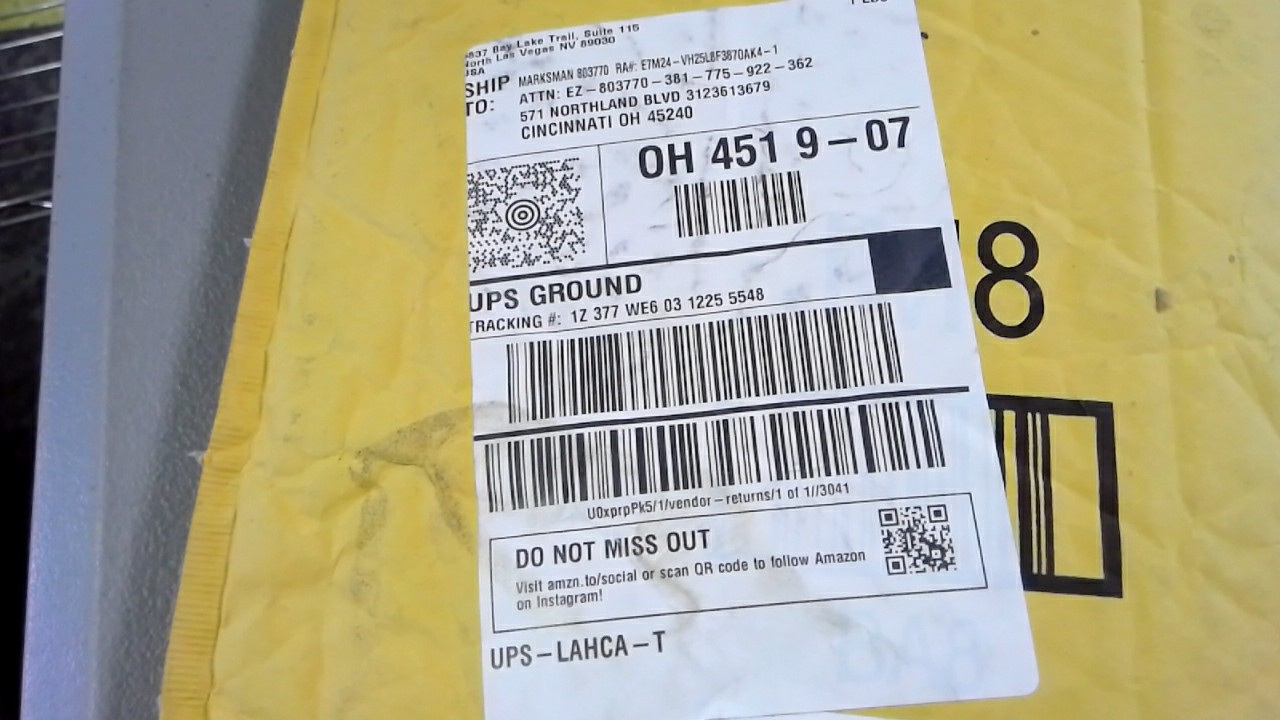 6837 Bay Lake Trail, Suite 115
North Las Vegas NV 89030
USA
SHIP TO:
MARKSMAN 803770 RA#: E7M24-VH25L8F3870AK4-1
ATTN: EZ-803770-381-775-922-362
571 NORTHLAND BLVD 3123613679
CINCINNATI OH 45240
OH 451 9-07
UPS GROUND
TRACKING #: 1Z 377 WE6 03 1225 5548
U0xprpPk5/1/vendor-returns/1 of 1//3041
DO NOT MISS OUT
Visit amzn.to/social or scan QR code to follow Amazon
on Instagram!
UPS-LAHCA-T
8